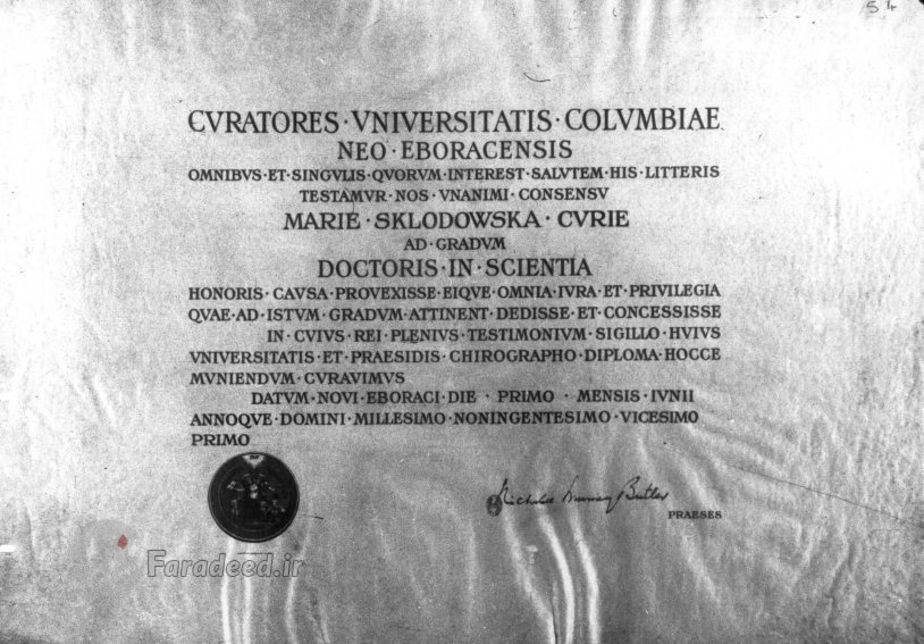 54
CVRATORES·VNIVERSITATIS·COLVMBIAE
NEO·EBORACENSIS
OMNIBVS·ET·SINGVLIS·QVORVM·INTEREST·SALVTEM·HIS·LITTERIS
TESTAMVR·NOS·VNANIMI·CONSENSV
MARIE·SKLODOWSKA·CVRIE
AD·GRADVM
DOCTORIS·IN·SCIENTIA
HONORIS·CAVSA·PROVEXISSE·EIQVE·OMNIA·IVRA·ET·PRIVILEGIA
QVAE·AD·ISTVM·GRADVM·ATTINENT·DEDISSE·ET·CONCESSISSE
IN·CVIVS·REI·PLENIVS·TESTIMONIVM·SIGILLO·HVIVS
VNIVERSITATIS·ET·PRAESIDIS·CHIROGRAPHO·DIPLOMA·HOCCE
MVNIENDVM·CVRAVIMVS
DATVM·NOVI·EBORACI·DIE·PRIMO·MENSIS·IVNII
ANNOQVE·DOMINI·MILLESIMO·NONINGENTESIMO·VICESIMO
PRIMO
Nicholas Murray Butler
PRAESES
Faradeed.ir